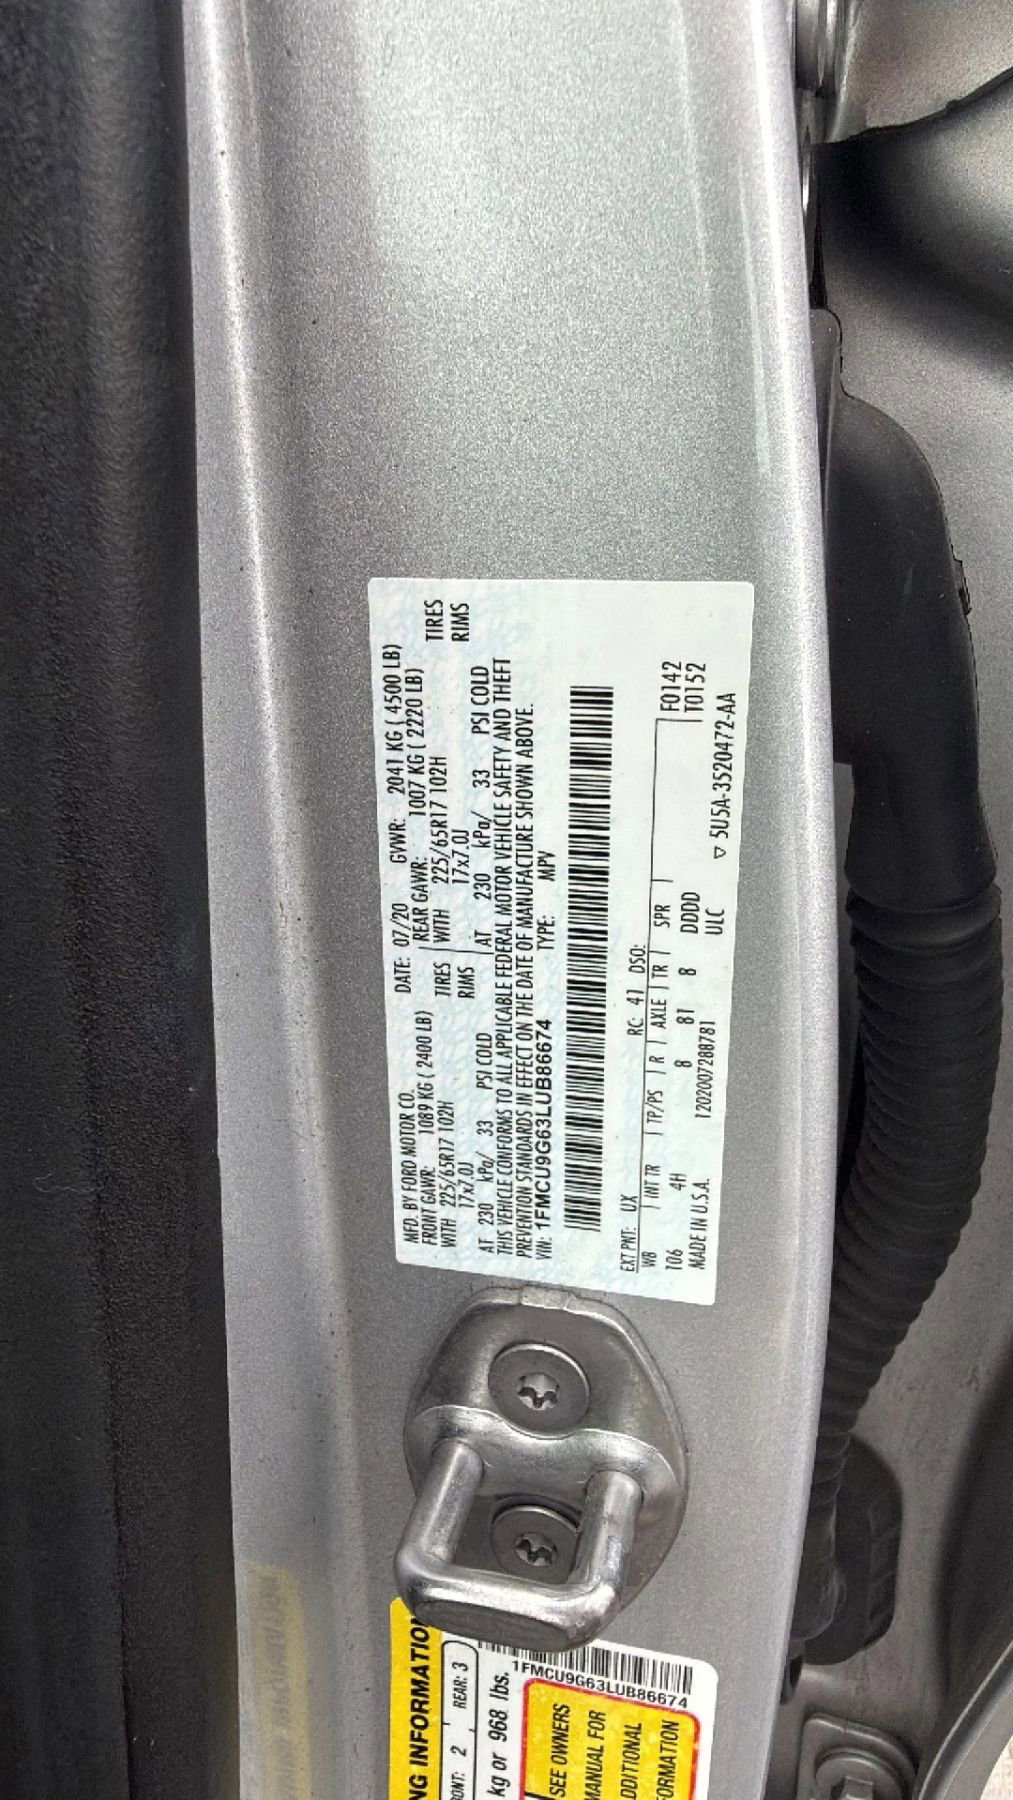 MFD. BY FORD MOTOR CO. DATE: 07/20 GVWR: 2041 KG ( 4500 LB)
FRONT GAWR: 1089 KG ( 2400 LB) REAR GAWR: 1007 KG ( 2220 LB)
WITH 225/65R17 102H TIRES WITH 225/65R17 102H TIRES
17x7.0J RIMS 17x7.0J RIMS
AT 230 kPa/ 33 PSI COLD AT 230 kPa/ 33 PSI COLD
THIS VEHICLE CONFORMS TO ALL APPLICABLE FEDERAL MOTOR VEHICLE SAFETY AND THEFT
PREVENTION STANDARDS IN EFFECT ON THE DATE OF MANUFACTURE SHOWN ABOVE.
VIN: 1FMCU9G63LUB86674 TYPE: MPV
EXT PNT: UX RC: 41 DSO: F0142
WB INT TR TP/PS R AXLE TR SPR T0152
106 4H 8 81 8 DDDD
MADE IN U.S.A. 1202007288781 ULC ▽ 5U5A-3520472-AA
NG INFORMATION
RONT: 2 REAR: 3
kg or 968 lbs.
1FMCU9G63LUB86674
SEE OWNERS
MANUAL FOR
DDITIONAL
FORMATION